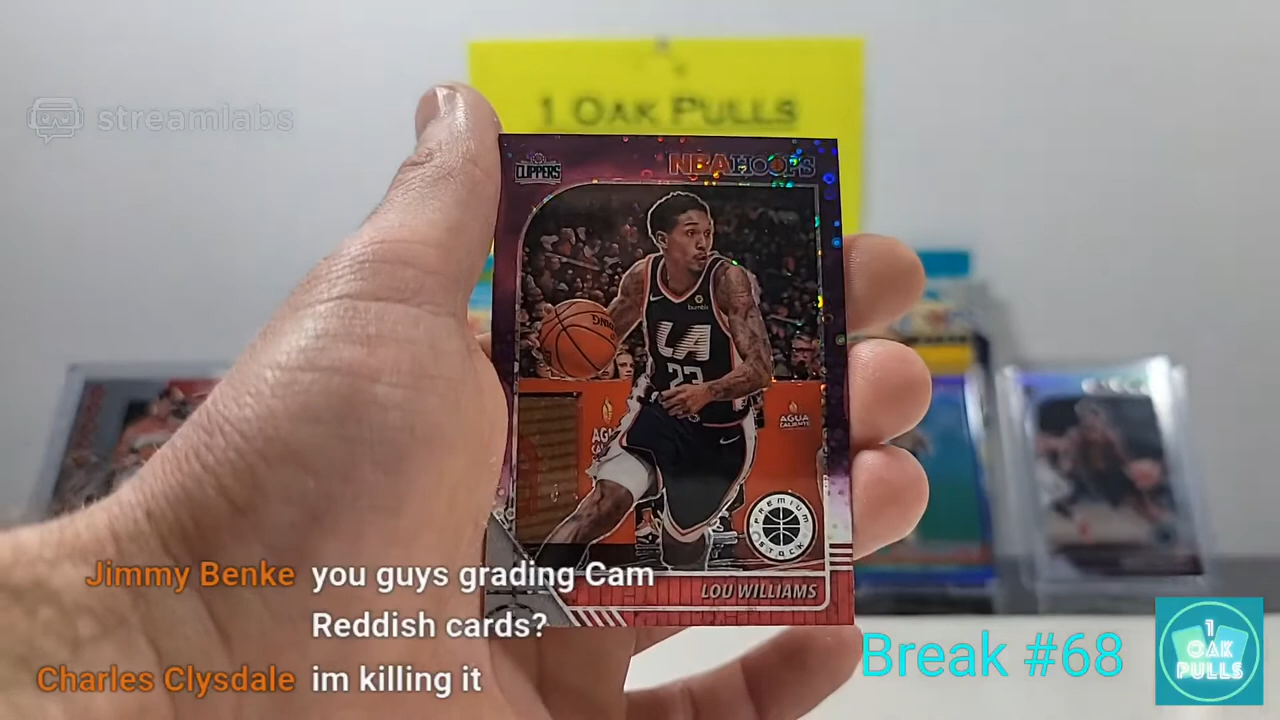 streamlabs
1 OAK PULLS
CLIPPERS
NBA HOOPS
bumble
LA
23
AGUA
CALIENTE
PREMIUM
STOCK
LOU WILLIAMS
Jimmy Benke you guys grading Cam
Reddish cards?
Charles Clysdale im killing it
Break #68
1
OAK
PULLS